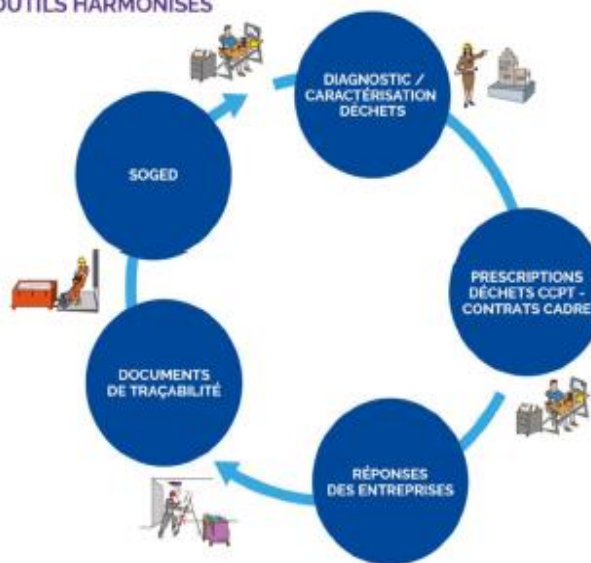 OUTILS HARMONISÉS
DIAGNOSTIC /
CARACTÉRISATION
DÉCHETS
PRESCRIPTIONS
DÉCHETS CCPT -
CONTRATS CADRE
RÉPONSES
DES ENTREPRISES
DOCUMENTS
DE TRAÇABILITÉ
SOGED